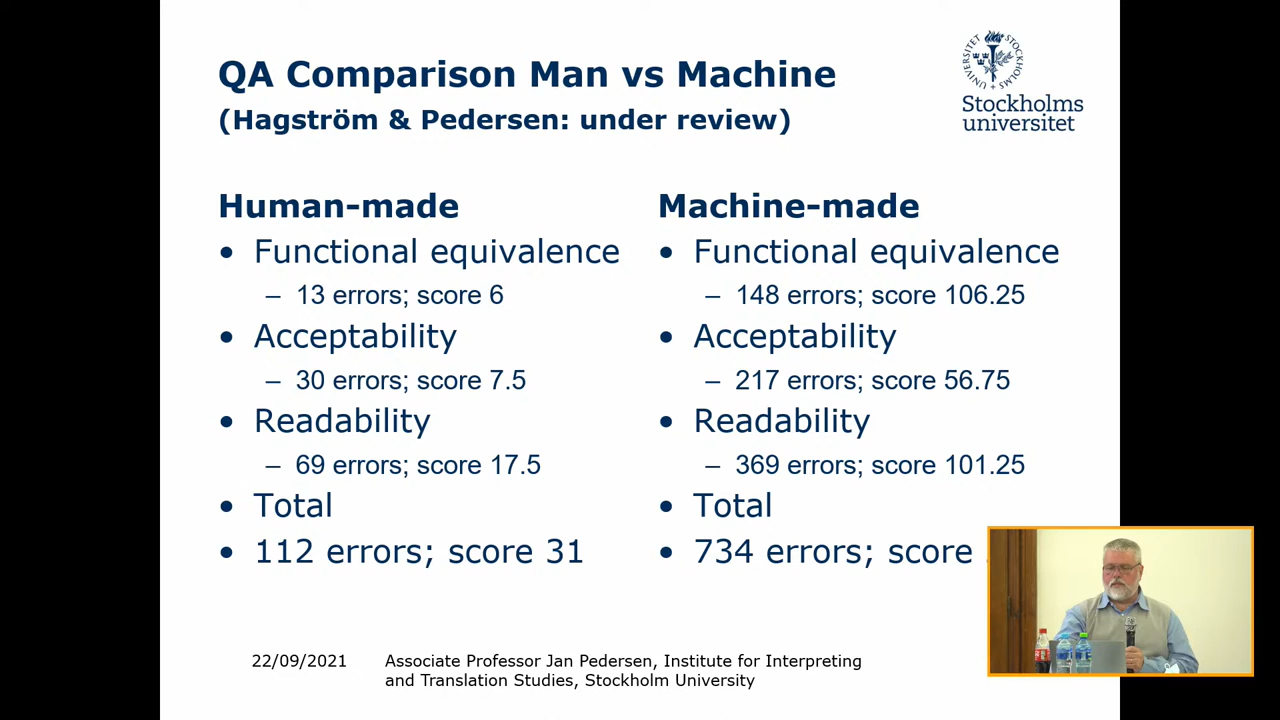 QA Comparison Man vs Machine
(Hagström & Pedersen: under review)
Stockholms
universitet
Human-made
• Functional equivalence
– 13 errors; score 6
• Acceptability
– 30 errors; score 7.5
• Readability
– 69 errors; score 17.5
• Total
• 112 errors; score 31
Machine-made
• Functional equivalence
– 148 errors; score 106.25
• Acceptability
– 217 errors; score 56.75
• Readability
– 369 errors; score 101.25
• Total
• 734 errors; score
22/09/2021
Associate Professor Jan Pedersen, Institute for Interpreting
and Translation Studies, Stockholm University